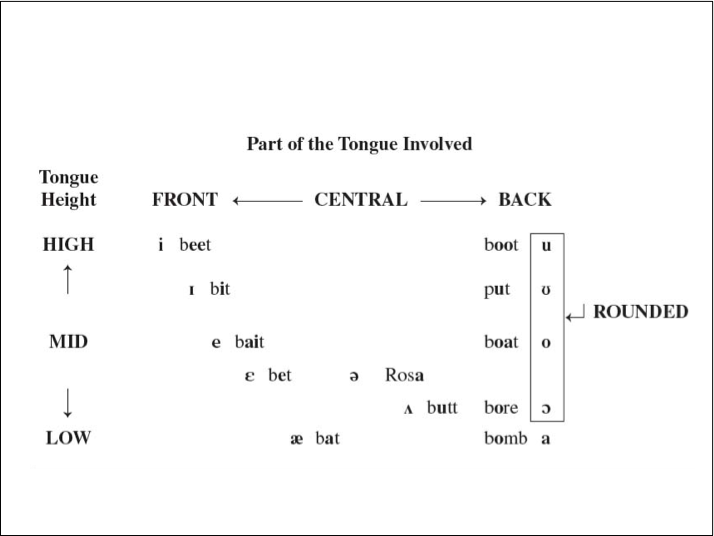 Part of the Tongue Involved
Tongue
Height
FRONT ← CENTRAL → BACK
HIGH i beet boot u
ɪ bit put ʊ
ROUNDED
MID e bait boat o
ɛ bet ə Rosa
ʌ butt bore ɔ
LOW æ bat bomb a